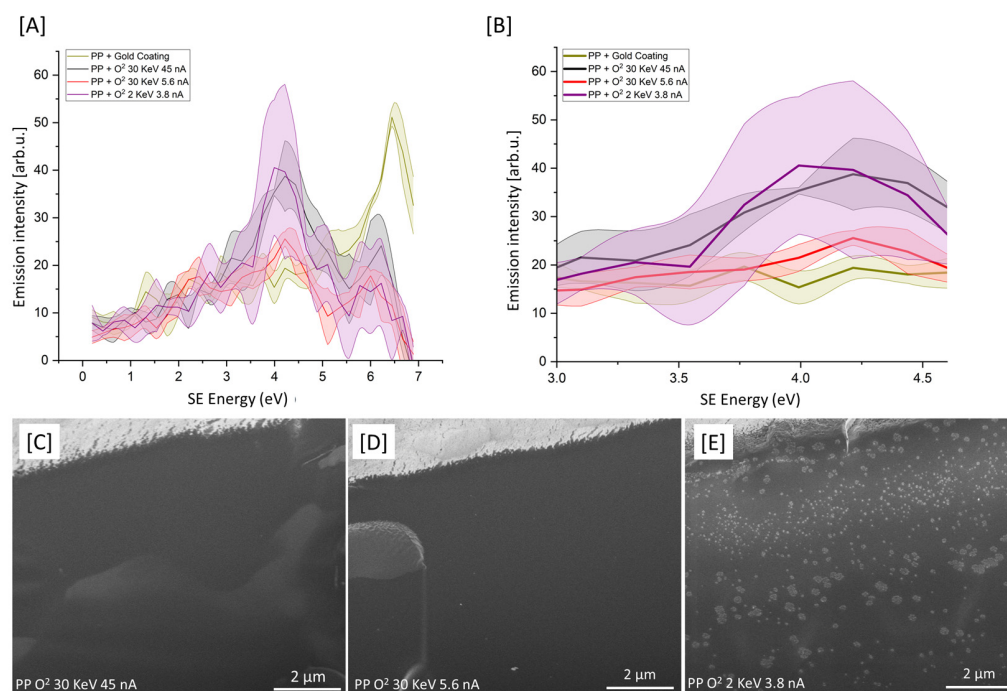 [A]
PP + Gold Coating
PP + O² 30 KeV 45 nA
PP + O² 30 KeV 5.6 nA
PP + O² 2 KeV 3.8 nA
Emission intensity [arb.u.]
60
50
40
30
20
10
0
0 1 2 3 4 5 6 7
SE Energy (eV)
[B]
PP + Gold Coating
PP + O² 30 KeV 45 nA
PP + O² 30 KeV 5.6 nA
PP + O² 2 KeV 3.8 nA
Emission intensity [arb.u.]
60
50
40
30
20
10
0
3.0 3.5 4.0 4.5
SE Energy (eV)
[C]
PP O² 30 KeV 45 nA
2 µm
[D]
PP O² 30 KeV 5.6 nA
2 µm
[E]
PP O² 2 KeV 3.8 nA
2 µm